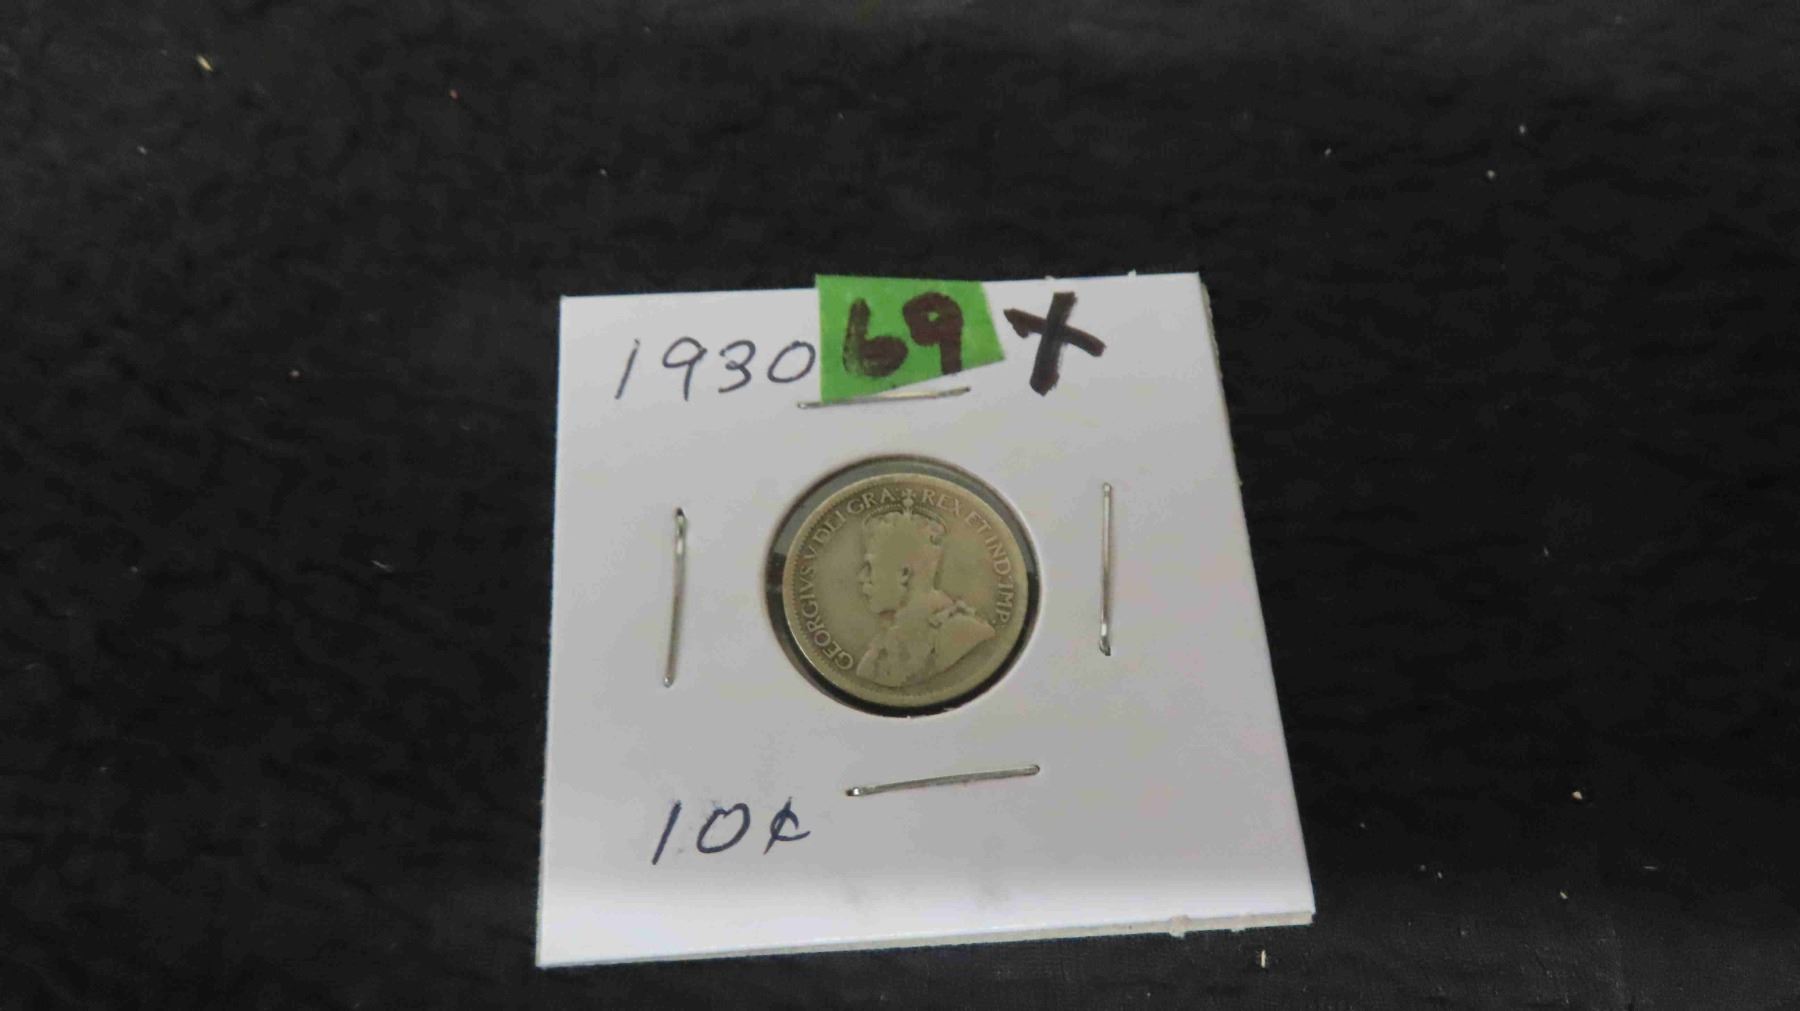 1930 69 X
GEORGIVS V DEI GRA: REX ET IND: IMP:
10¢